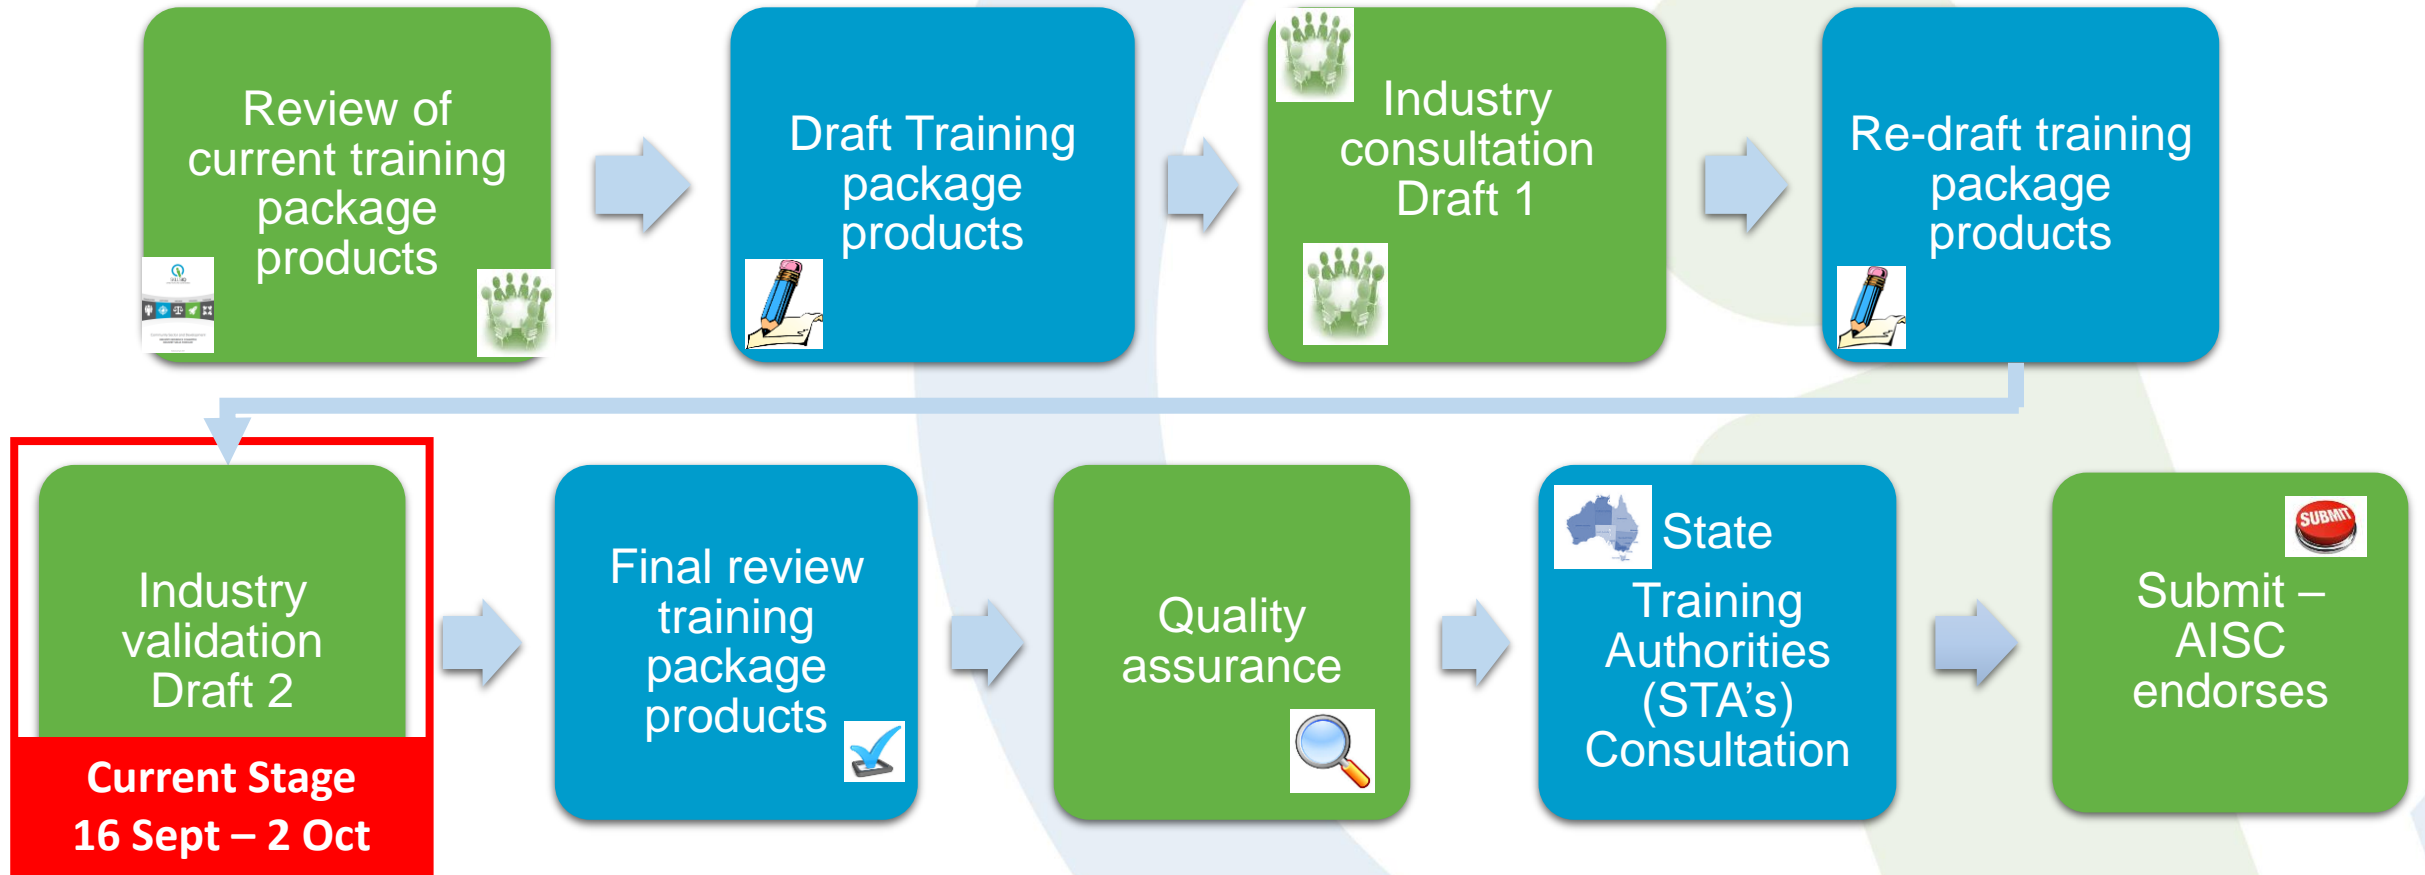 Review of
current training
package
products
Draft Training
package
products
Industry
consultation
Draft 1
Re-draft training
package
products
Industry
validation
Draft 2
Current Stage
16 Sept – 2 Oct
Final review
training
package
products
Quality
assurance
State
Training
Authorities
(STA’s)
Consultation
SUBMIT
Submit –
AISC
endorses